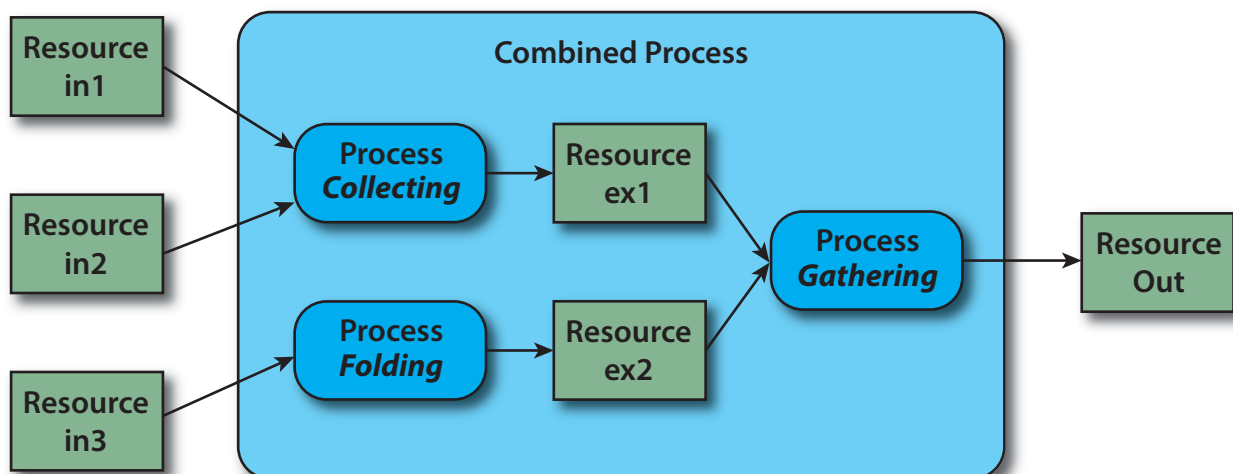 Combined Process
Resource
in1
Resource
in2
Resource
in3
Process
Collecting
Process
Folding
Resource
ex1
Resource
ex2
Process
Gathering
Resource
Out